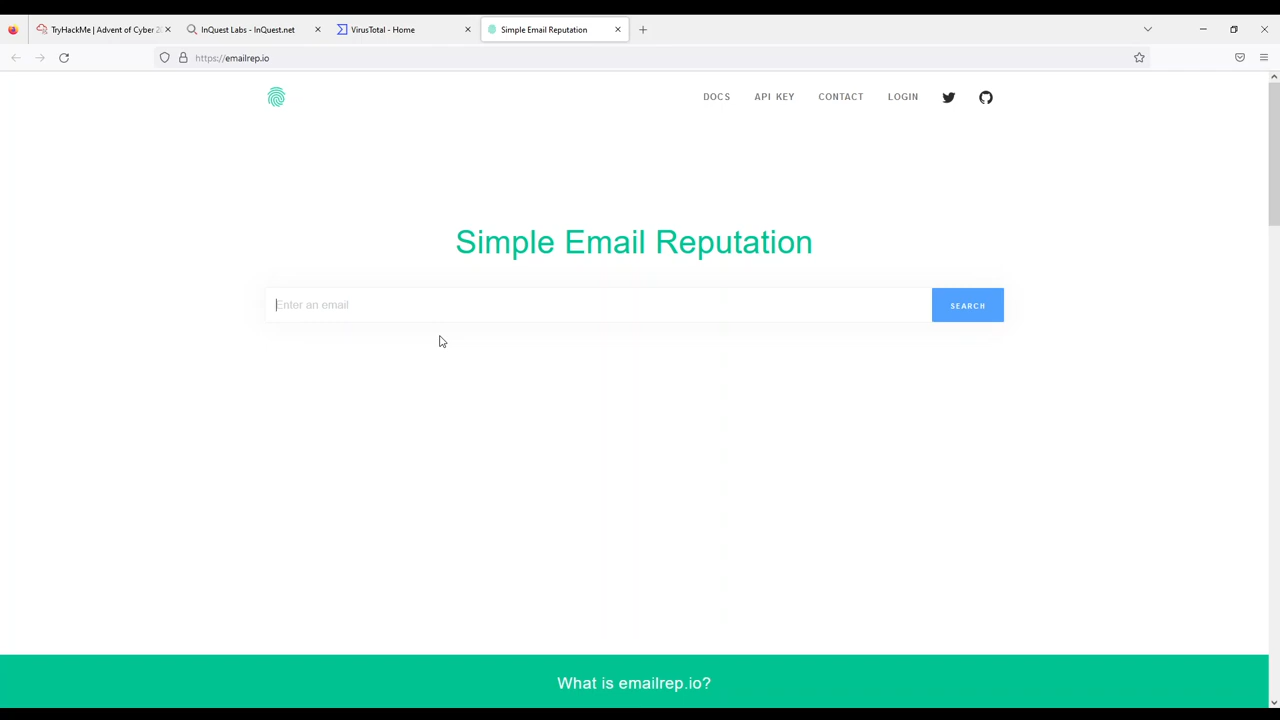 TryHackMe | Advent of Cyber 20
InQuest Labs - InQuest.net
VirusTotal - Home
Simple Email Reputation
https://emailrep.io
DOCS API KEY CONTACT LOGIN
Simple Email Reputation
Enter an email
SEARCH
What is emailrep.io?